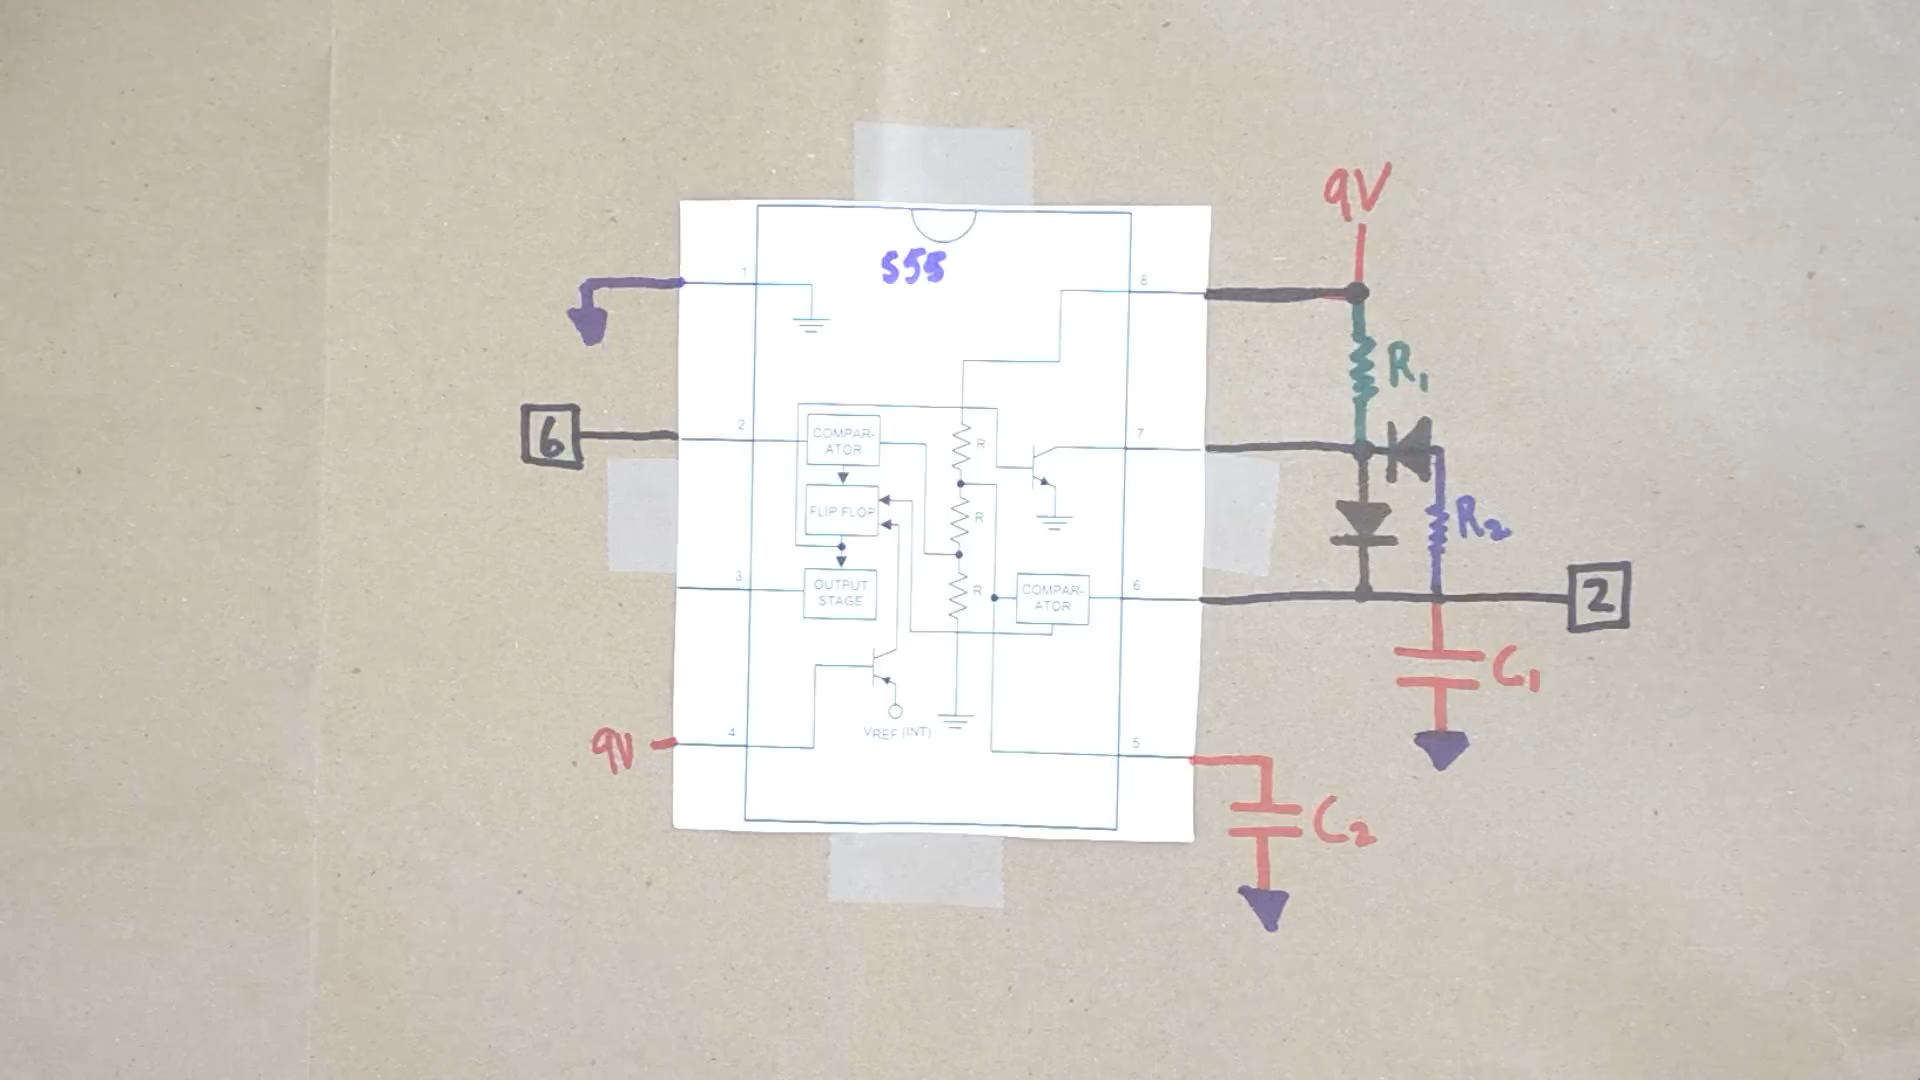 9V
555
1
8
R₁
6
2
COMPAR-
ATOR
R
7
FLIP FLOP
R
R₂
3
OUTPUT
STAGE
R
COMPAR-
ATOR
6
2
C₁
9V
4
VREF (INT)
5
C₂